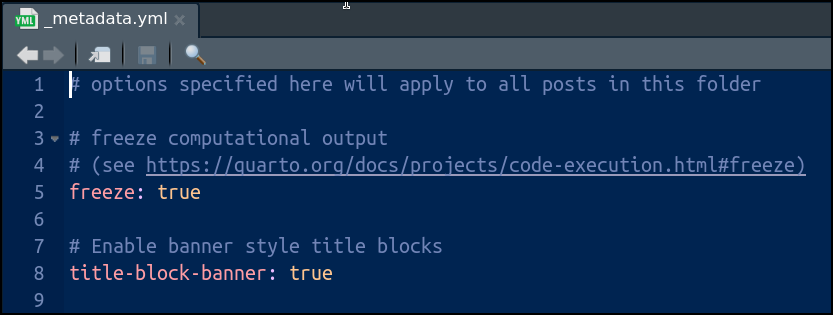 YML _metadata.yml ×
1 # options specified here will apply to all posts in this folder
2
3 # freeze computational output
4 # (see https://quarto.org/docs/projects/code-execution.html#freeze)
5 freeze: true
6
7 # Enable banner style title blocks
8 title-block-banner: true
9